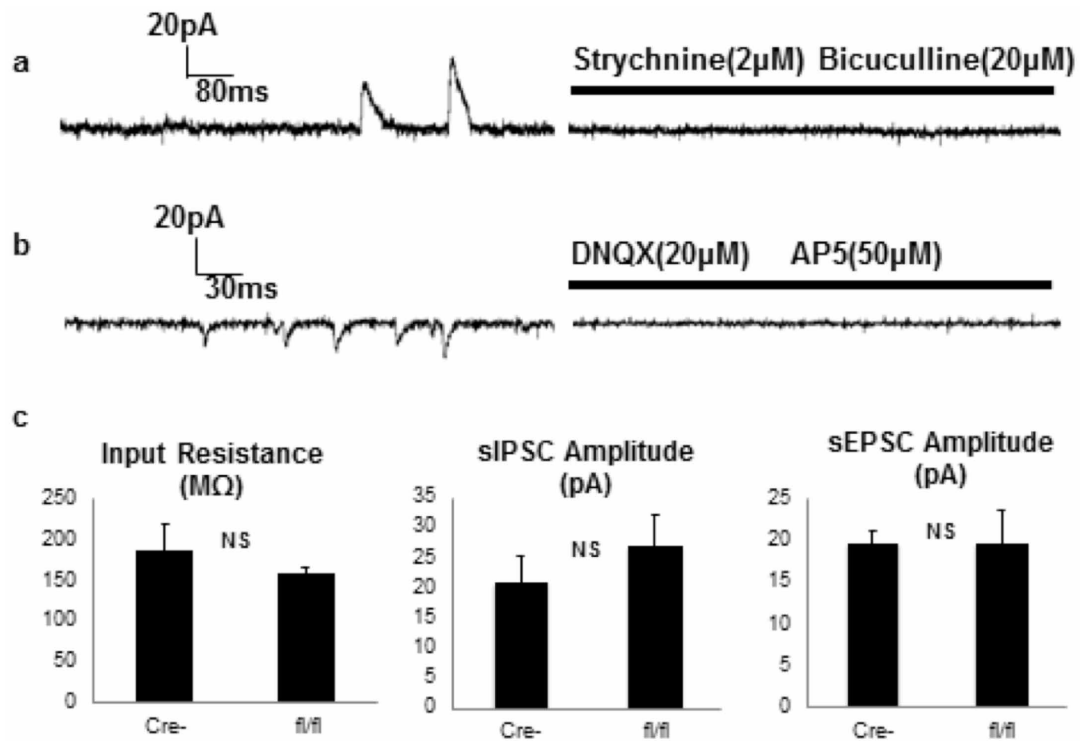 20pA
a
80ms
Strychnine(2µM) Bicuculline(20µM)
20pA
b
30ms
DNQX(20µM) AP5(50µM)
c
Input Resistance
(MΩ)
250
200
150
100
50
0
NS
Cre-
fl/fl
sIPSC Amplitude
(pA)
35
30
25
20
15
10
5
0
NS
Cre-
fl/fl
sEPSC Amplitude
(pA)
25
20
15
10
5
0
NS
Cre-
fl/fl